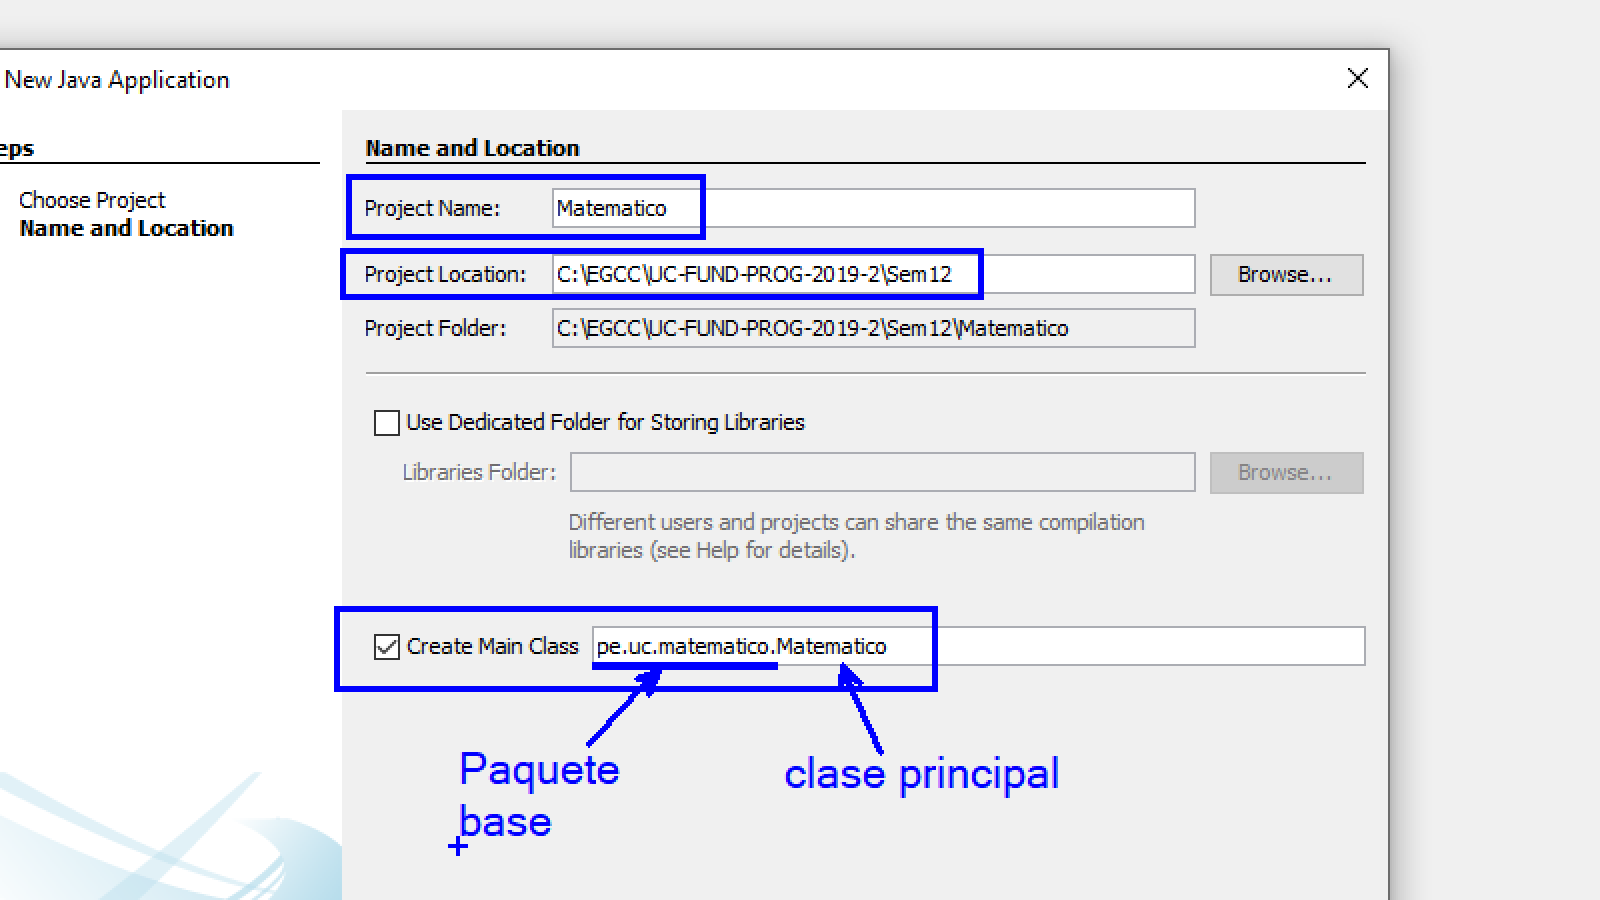 New Java Application
eps
Choose Project
Name and Location
Name and Location
Project Name: Matematico
Project Location: C:\EGCC\UC-FUND-PROG-2019-2\Sem12 Browse...
Project Folder: C:\EGCC\UC-FUND-PROG-2019-2\Sem12\Matematico
Use Dedicated Folder for Storing Libraries
Libraries Folder: Browse...
Different users and projects can share the same compilation
libraries (see Help for details).
Create Main Class pe.uc.matematico.Matematico
Paquete
base
clase principal